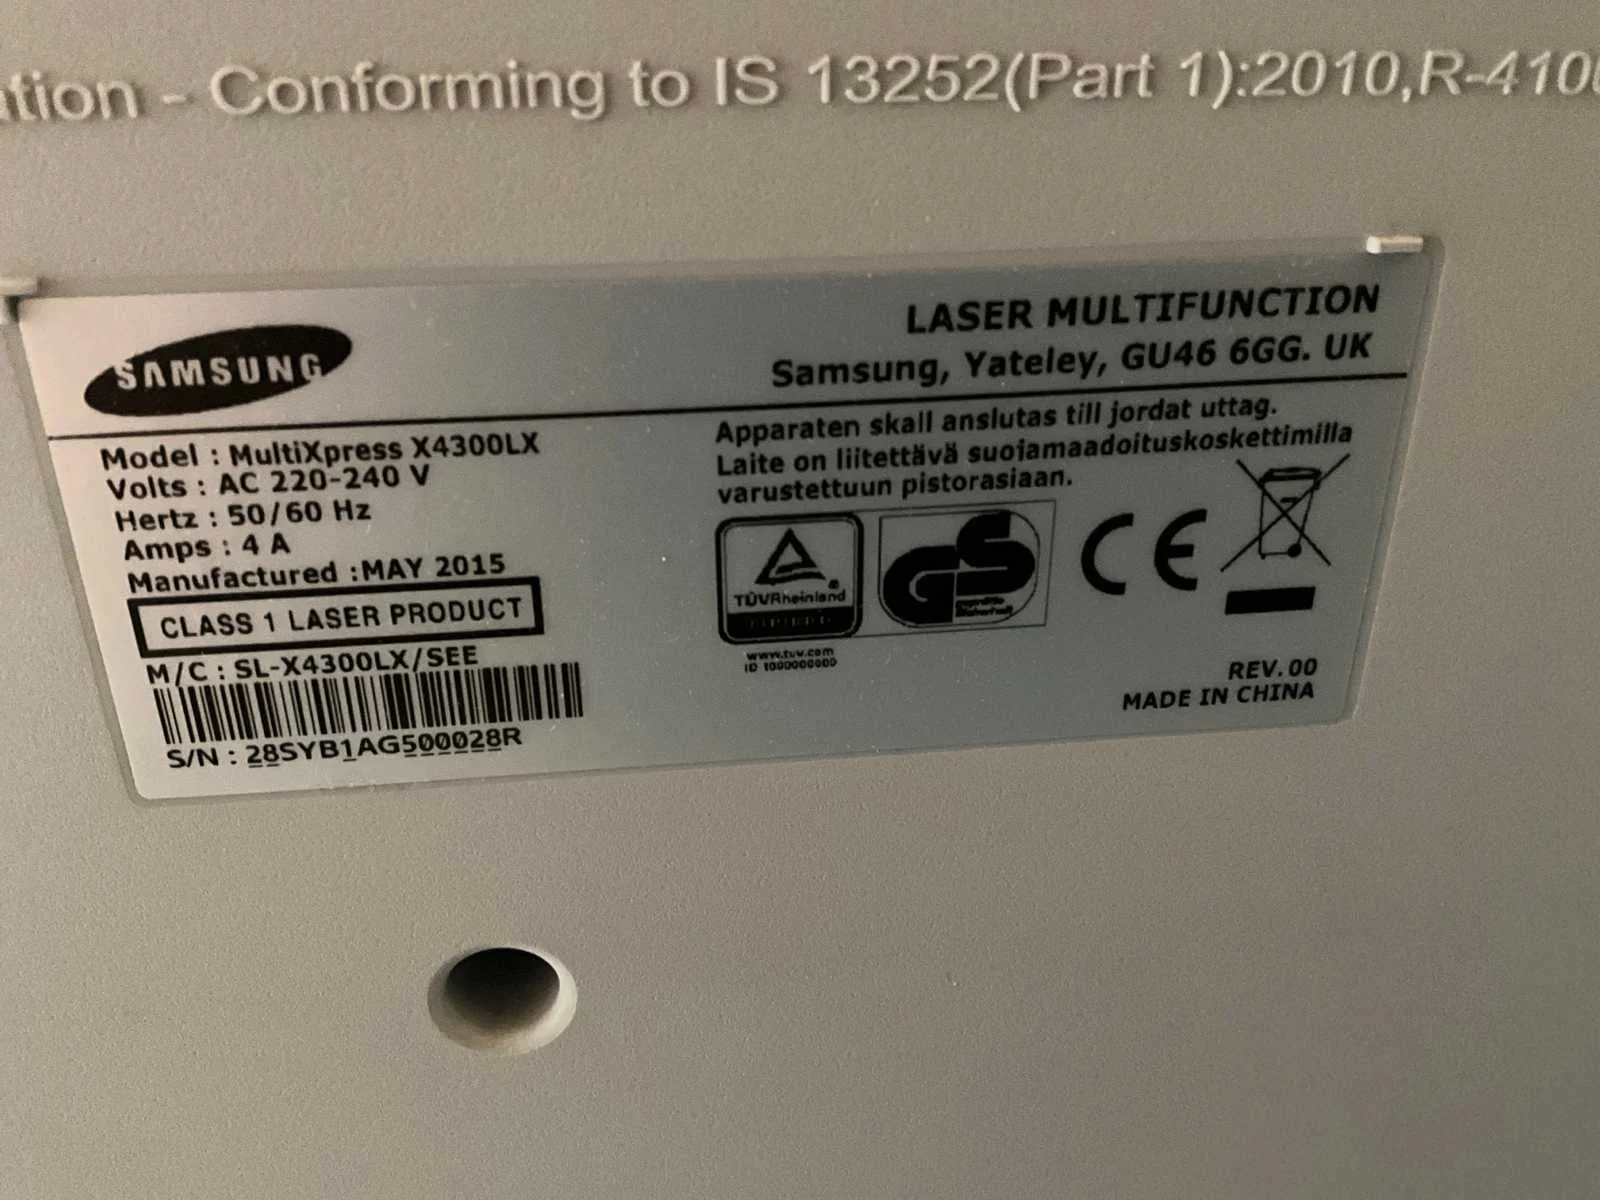 - Conforming to IS 13252(Part 1):2010,R-410
SAMSUNG
LASER MULTIFUNCTION
Samsung, Yateley, GU46 6GG. UK
Model : MultiXpress X4300LX
Volts : AC 220-240 V
Hertz : 50/60 Hz
Amps : 4 A
Manufactured :MAY 2015
CLASS 1 LASER PRODUCT
M/C : SL-X4300LX/SEE
S/N : 28SYB1AG500028R
Apparaten skall anslutas till jordat uttag.
Laite on liitettävä suojamaadoituskoskettimilla
varustettuun pistorasiaan.
TÜVRheinland
GS
CE
www.tuv.com
ID 1000000000
REV.00
MADE IN CHINA